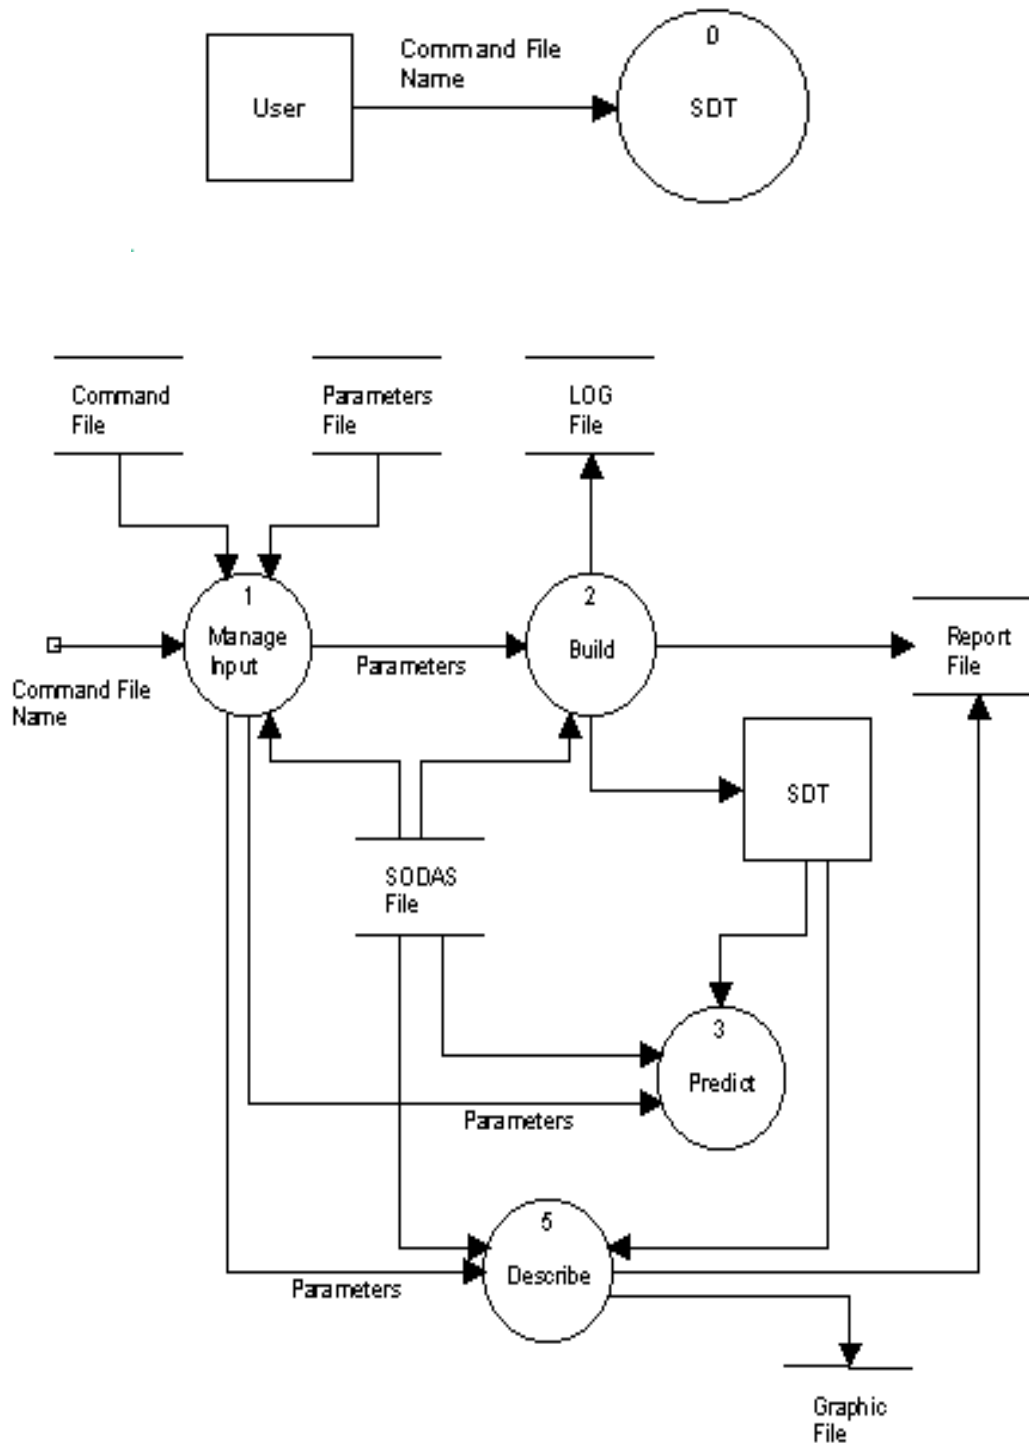 0
Command File
Name
User
SDT
Command
File
Parameters
File
LOG
File
1
Manage
Input
2
Build
Report
File
Parameters
Command File
Name
SDT
SODAS
File
3
Predict
Parameters
5
Describe
Parameters
Graphic
File